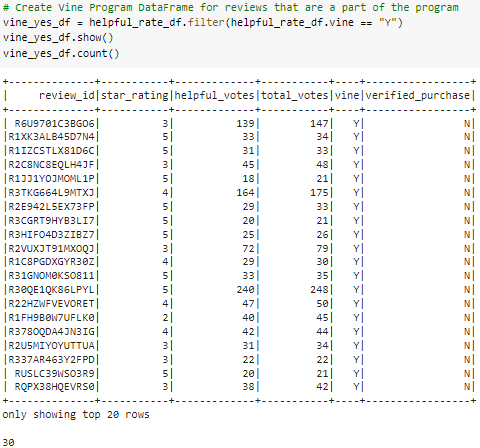 # Create Vine Program DataFrame for reviews that are a part of the program
vine_yes_df = helpful_rate_df.filter(helpful_rate_df.vine == "Y")
vine_yes_df.show()
vine_yes_df.count()
+--------------+-----------+-------------+-----------+----+-----------------+
|     review_id|star_rating|helpful_votes|total_votes|vine|verified_purchase|
+--------------+-----------+-------------+-----------+----+-----------------+
| R6U9701C3BGO6|          3|          139|        147|   Y|                N|
|R1XK3ALB45D7N4|          5|           33|         34|   Y|                N|
|R1IZCSTLX81D6C|          5|           31|         33|   Y|                N|
|R2C8NC8EQLH4JF|          3|           45|         48|   Y|                N|
|R1JJ1YOJMOML1P|          5|           18|         21|   Y|                N|
|R3TKG664L9MTXJ|          4|          164|        175|   Y|                N|
|R2E942L5EX73FP|          5|           29|         33|   Y|                N|
|R3CGRT9HYB3LI7|          5|           20|         21|   Y|                N|
|R3HIFO4D3ZIBZ7|          5|           25|         26|   Y|                N|
|R2VUXJT91MXOQJ|          3|           72|         79|   Y|                N|
|R1C8PGDXGYR30Z|          4|           29|         30|   Y|                N|
|R31GNOM0KSO811|          5|           33|         35|   Y|                N|
|R30QE1QK86LPYL|          5|          240|        248|   Y|                N|
|R22HZWFVEVORET|          4|           47|         50|   Y|                N|
|R1FH9B0W7UFLK0|          2|           40|         45|   Y|                N|
|R378OQDA4JN3IG|          4|           42|         44|   Y|                N|
|R2U5MIYOYUTTUA|          3|           31|         34|   Y|                N|
|R337AR463Y2FPD|          3|           22|         22|   Y|                N|
| RUSLC39WSO3R9|          5|           20|         21|   Y|                N|
| RQPX38HQEVRS0|          3|           38|         42|   Y|                N|
+--------------+-----------+-------------+-----------+----+-----------------+
only showing top 20 rows
30